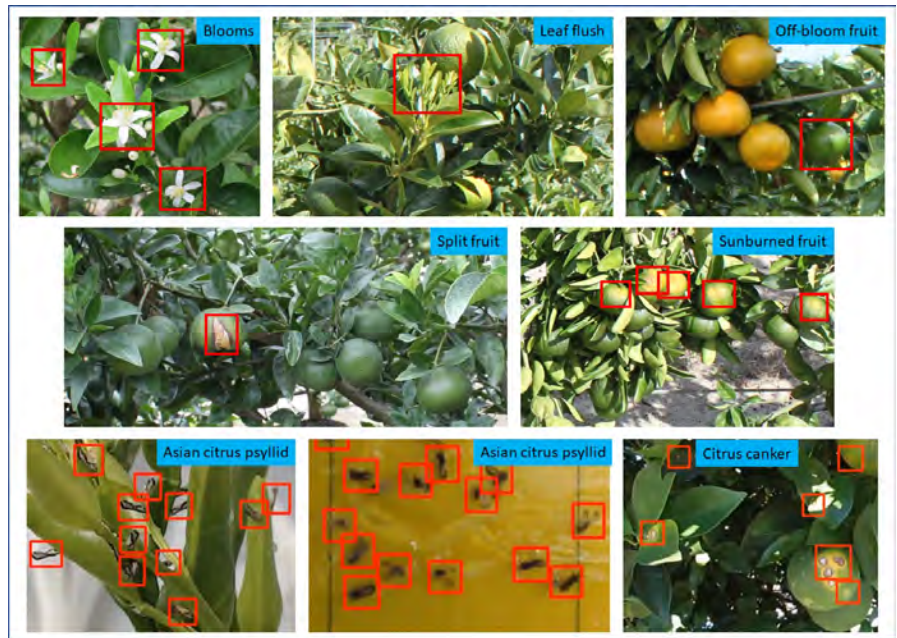 Blooms
Leaf flush
Off-bloom fruit
Split fruit
Sunburned fruit
Asian citrus psyllid
Asian citrus psyllid
Citrus canker